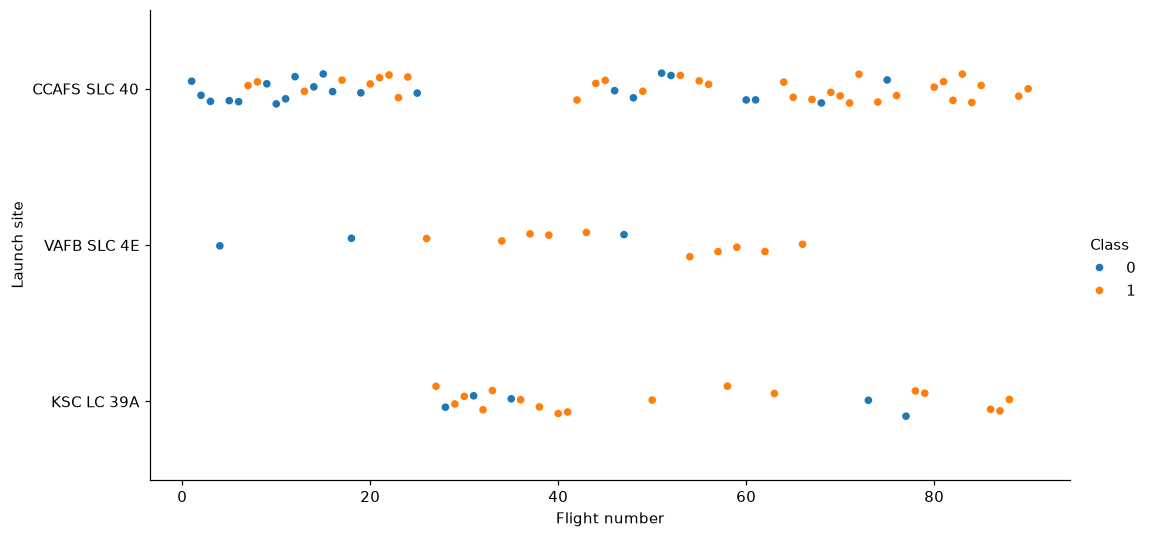 CCAFS SLC 40
VAFB SLC 4E
KSC LC 39A
Launch site
0
20
40
60
80
Flight number
Class
0
1